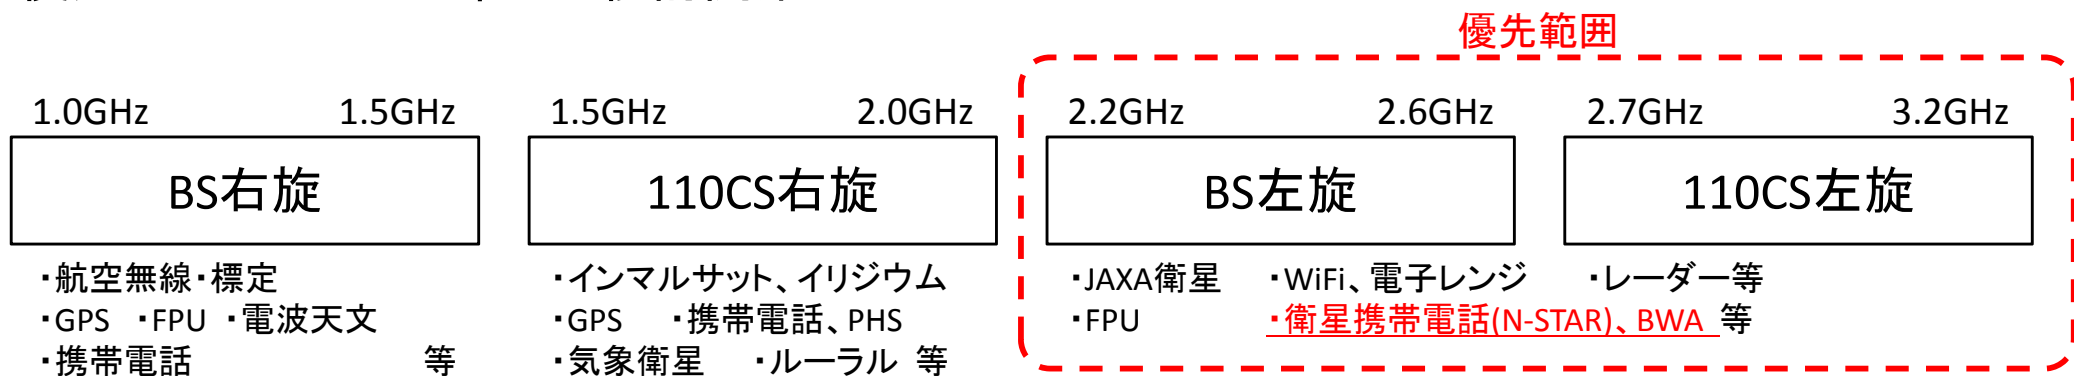 優先範囲
1.0GHz 1.5GHz 1.5GHz 2.0GHz 2.2GHz 2.6GHz 2.7GHz 3.2GHz
BS右旋 110CS右旋 BS左旋 110CS左旋
・航空無線・標定
・GPS ・FPU ・電波天文
・携帯電話 等
・インマルサット、イリジウム
・GPS ・携帯電話、PHS
・気象衛星 ・ルーラル 等
・JAXA衛星 ・WiFi、電子レンジ
・FPU ・衛星携帯電話(N-STAR)、BWA 等
・レーダー等